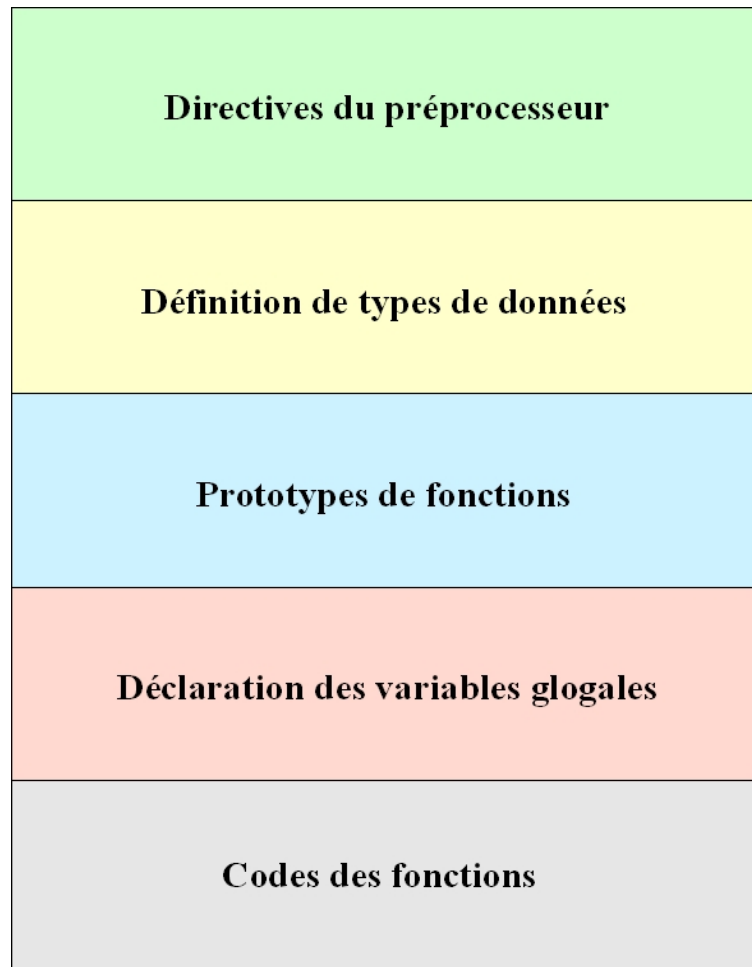 Directives du préprocesseur
Définition de types de données
Prototypes de fonctions
Déclaration des variables glogales
Codes des fonctions